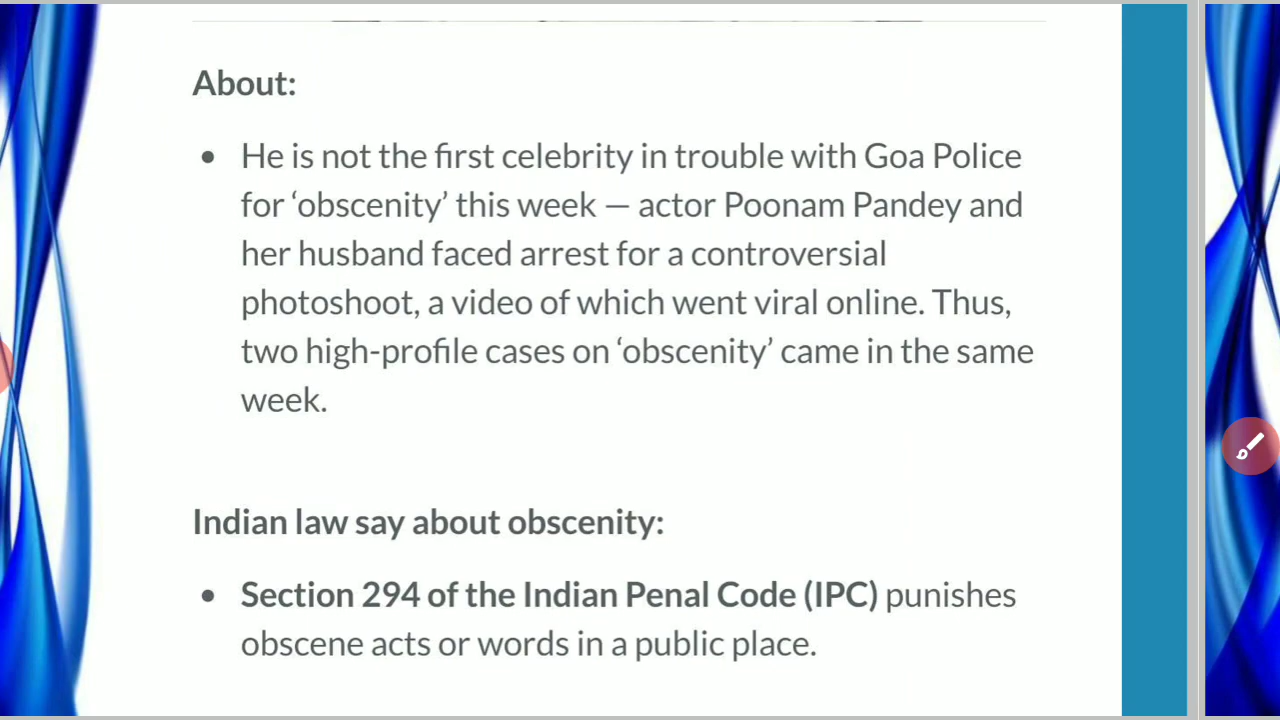 About:
• He is not the first celebrity in trouble with Goa Police
for ‘obscenity’ this week — actor Poonam Pandey and
her husband faced arrest for a controversial
photoshoot, a video of which went viral online. Thus,
two high-profile cases on ‘obscenity’ came in the same
week.
Indian law say about obscenity:
• Section 294 of the Indian Penal Code (IPC) punishes
obscene acts or words in a public place.